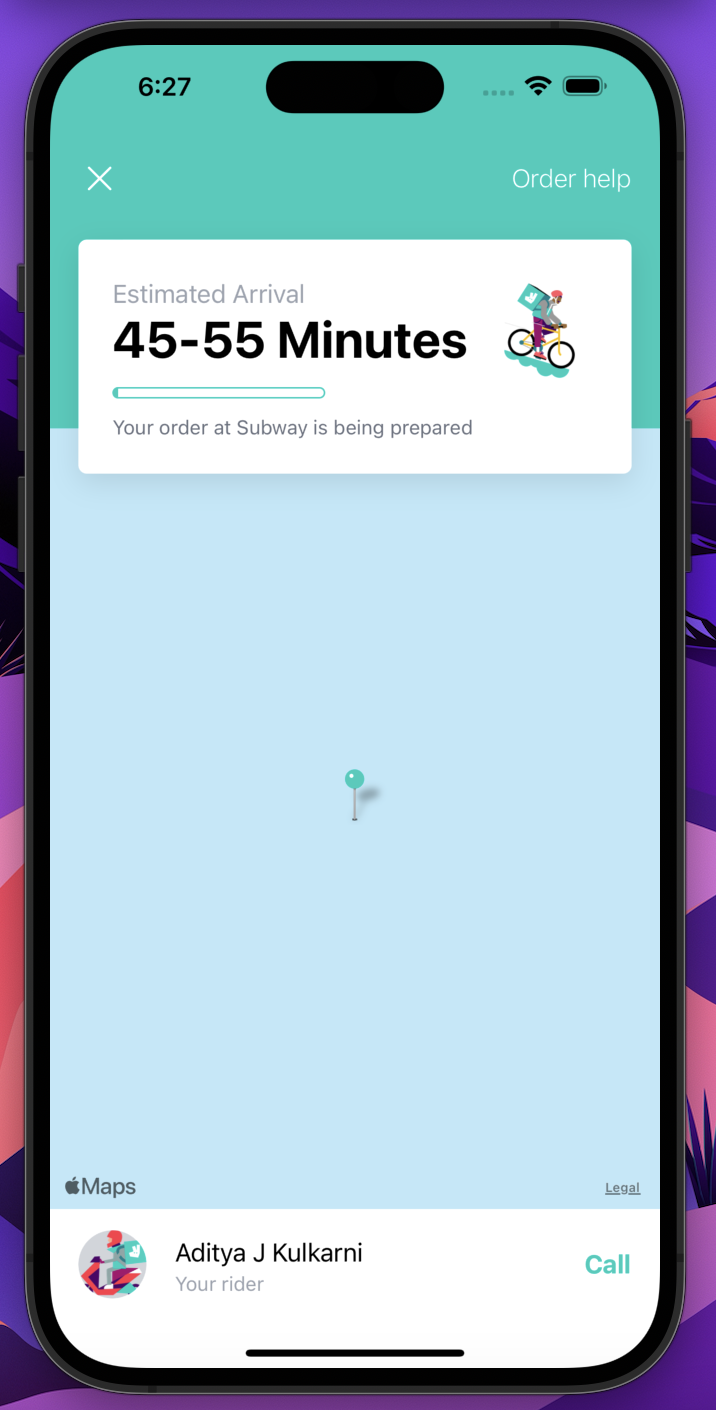 6:27
Order help
Estimated Arrival
45-55 Minutes
Your order at Subway is being prepared
Maps
Legal
Aditya J Kulkarni
Your rider
Call